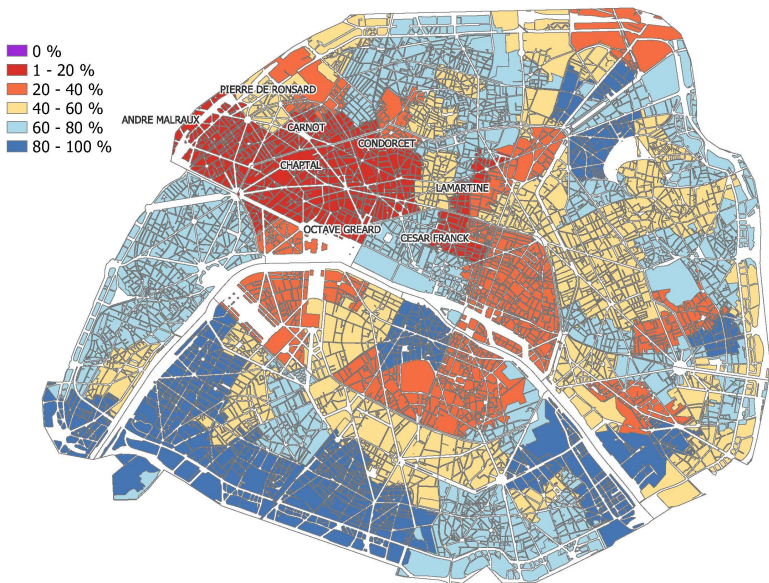 0 %
1 - 20 %
20 - 40 %
40 - 60 %
60 - 80 %
80 - 100 %
PIERRE DE RONSARD
ANDRE MALRAUX
CARNOT
CONDORCET
CHAPTAL
LAMARTINE
OCTAVE GREARD
CESAR FRANCK